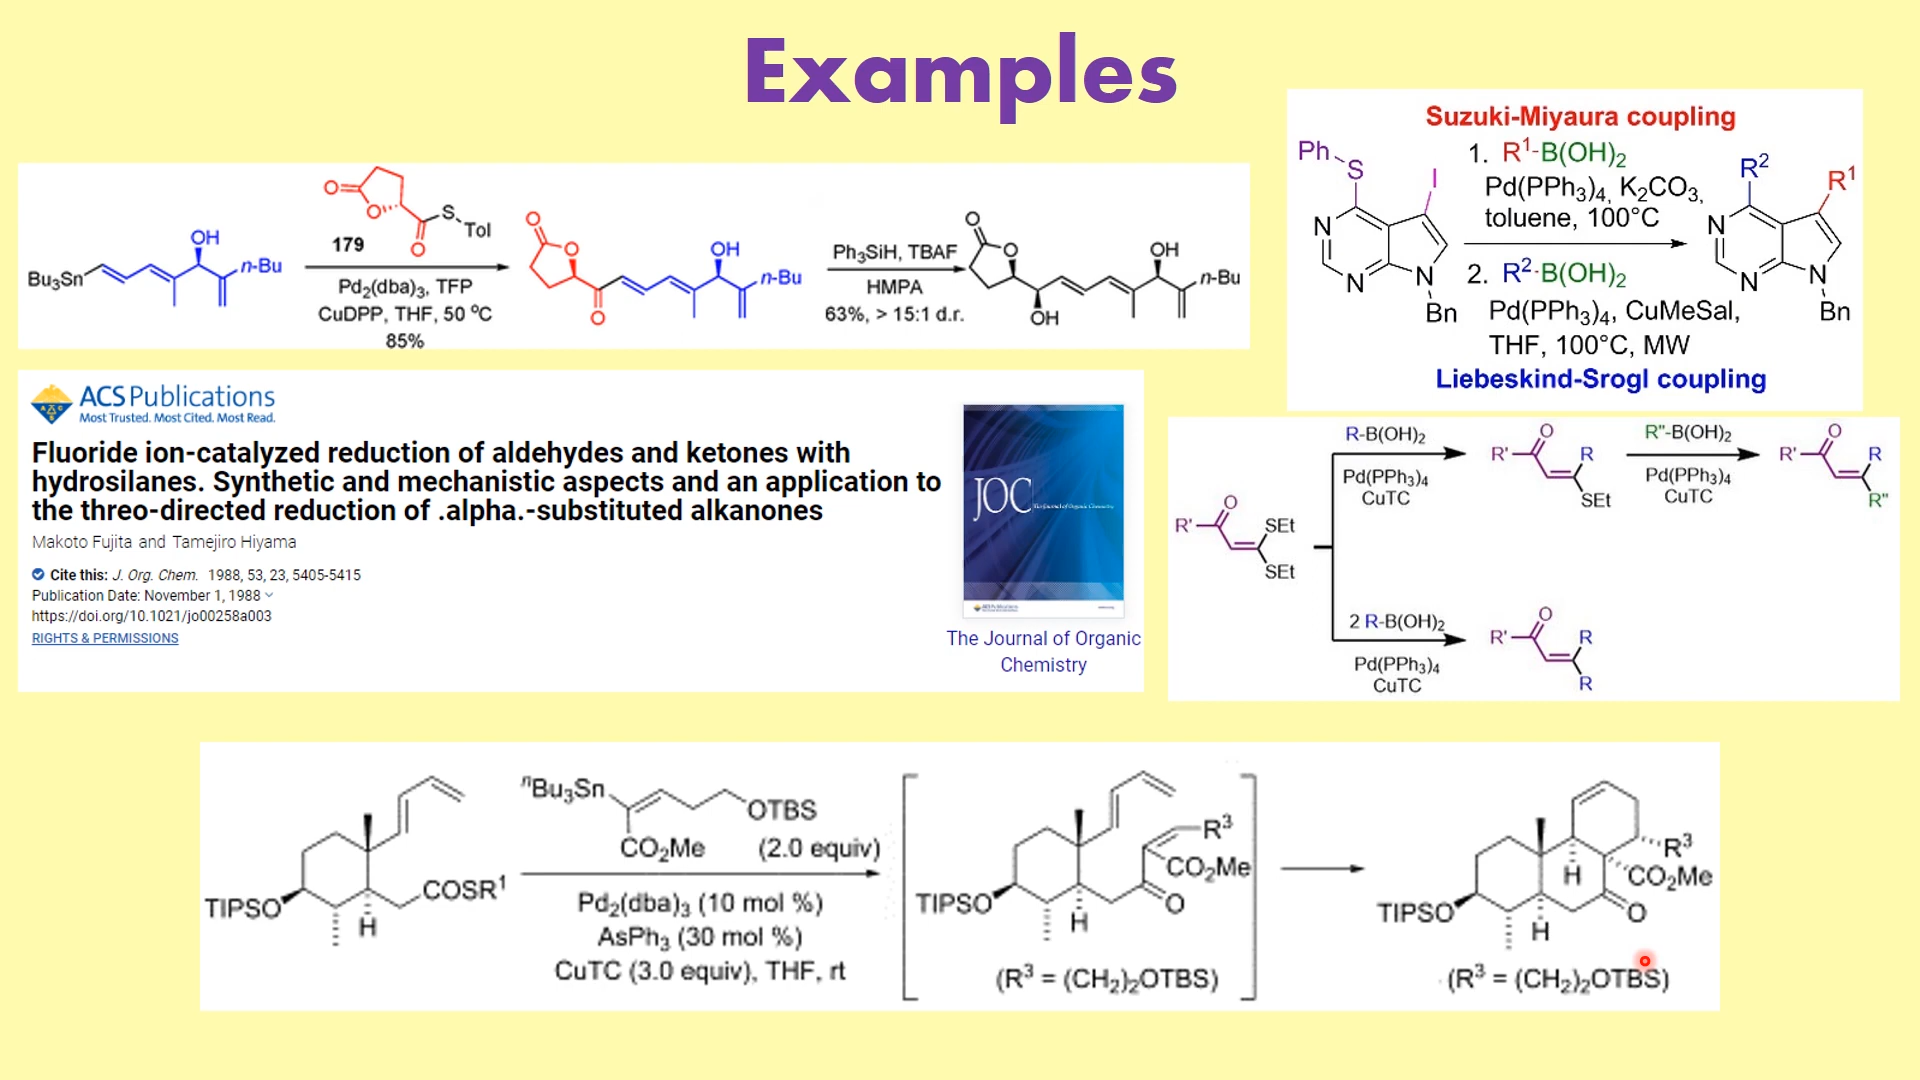 Examples
OH
Bu3Sn
n-Bu
O
O
S
Tol
O
179
Pd2(dba)3, TFP
CuDPP, THF, 50 °C
85%
O
O
O
OH
n-Bu
Ph3SiH, TBAF
HMPA
63%, > 15:1 d.r.
O
O
OH
OH
n-Bu
Suzuki-Miyaura coupling
Ph
S
I
N
N
N
Bn
1. R1-B(OH)2
Pd(PPh3)4, K2CO3,
toluene, 100°C
2. R2-B(OH)2
Pd(PPh3)4, CuMeSal,
THF, 100°C, MW
R2
R1
N
N
N
Bn
Liebeskind-Srogl coupling
ACS Publications
Most Trusted. Most Cited. Most Read.
Fluoride ion-catalyzed reduction of aldehydes and ketones with
hydrosilanes. Synthetic and mechanistic aspects and an application to
the threo-directed reduction of .alpha.-substituted alkanones
Makoto Fujita and Tamejiro Hiyama
Cite this: J. Org. Chem. 1988, 53, 23, 5405-5415
Publication Date: November 1, 1988
https://doi.org/10.1021/jo00258a003
RIGHTS & PERMISSIONS
JOC
The Journal of Organic Chemistry
The Journal of Organic
Chemistry
R'
O
SEt
SEt
R-B(OH)2
Pd(PPh3)4
CuTC
R'
O
R
SEt
R"-B(OH)2
Pd(PPh3)4
CuTC
R'
O
R
R"
2 R-B(OH)2
Pd(PPh3)4
CuTC
R'
O
R
R
TIPSO
H
COSR1
nBu3Sn
OTBS
CO2Me
(2.0 equiv)
Pd2(dba)3 (10 mol %)
AsPh3 (30 mol %)
CuTC (3.0 equiv), THF, rt
R3
CO2Me
TIPSO
O
H
(R3 = (CH2)2OTBS)
R3
H
CO2Me
TIPSO
O
H
(R3 = (CH2)2OTBS)